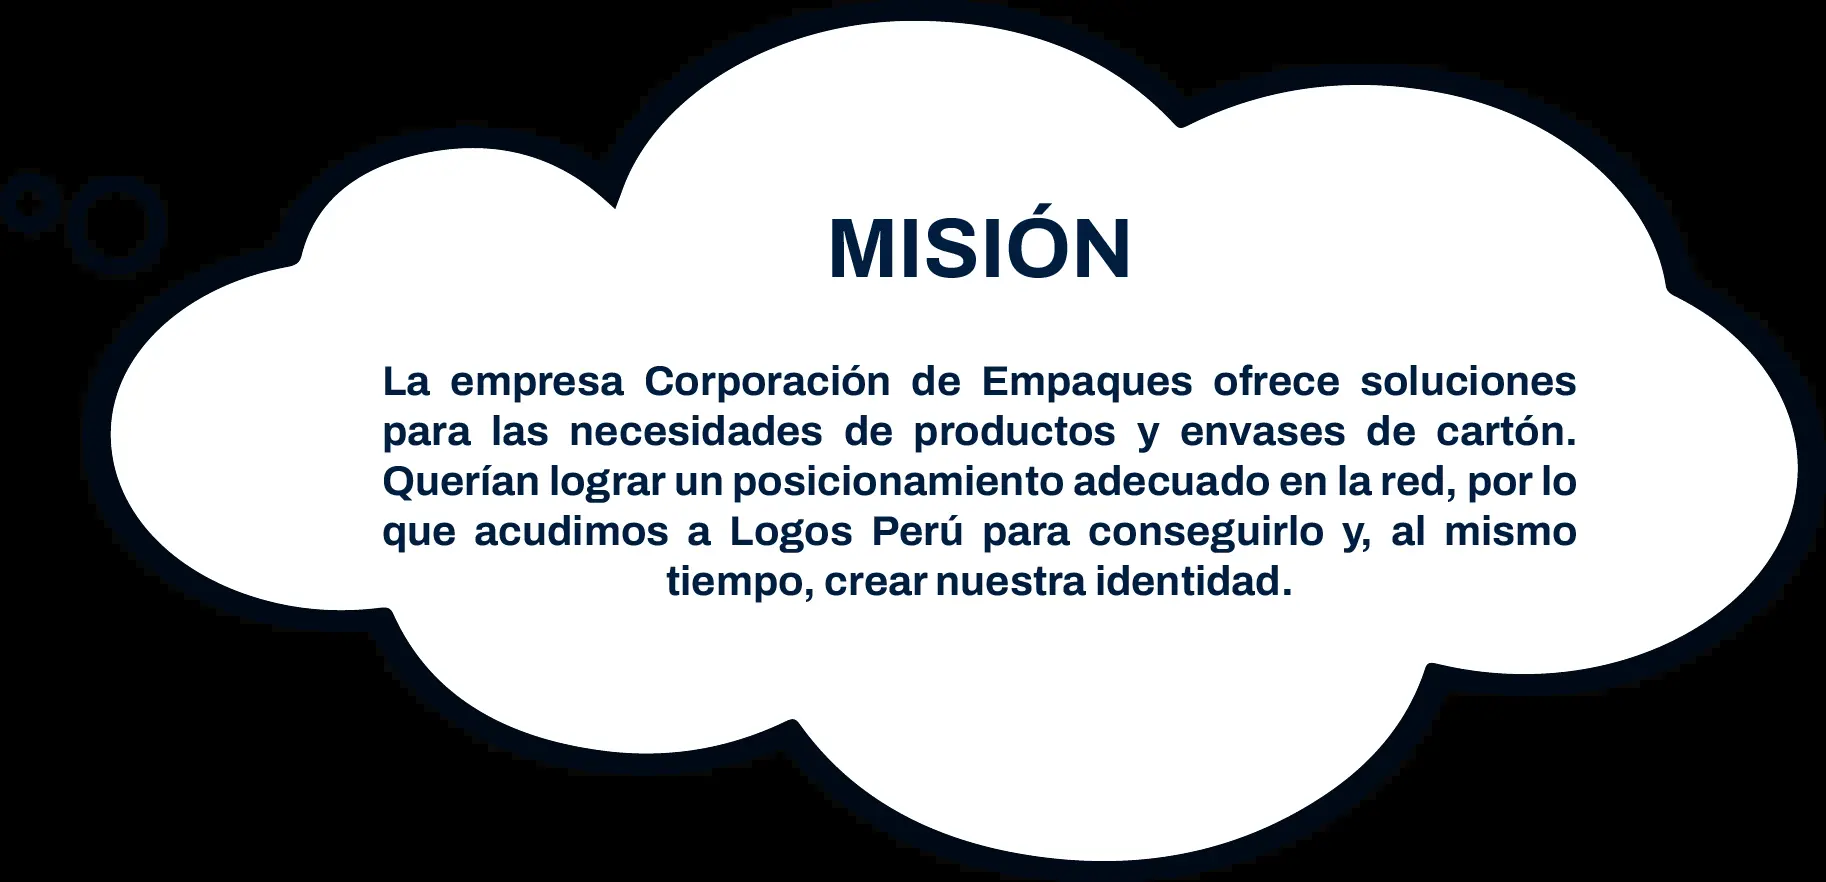 MISIÓN
La empresa Corporación de Empaques ofrece soluciones
para las necesidades de productos y envases de cartón.
Querían lograr un posicionamiento adecuado en la red, por lo
que acudimos a Logos Perú para conseguirlo y, al mismo
tiempo, crear nuestra identidad.